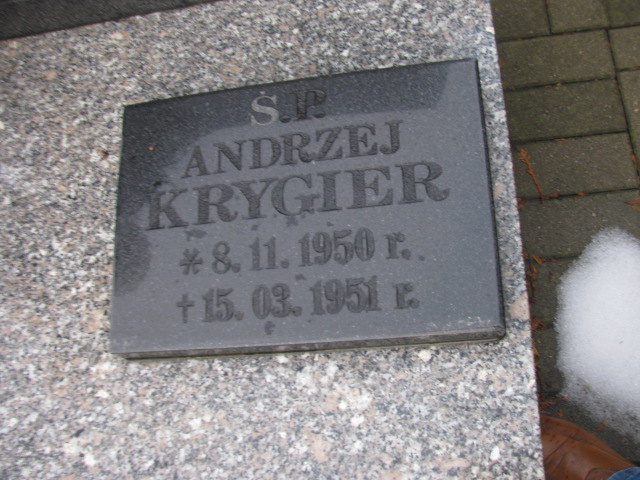 Ś.P.
ANDRZEJ
KRYGIER
* 8. 11. 1950 r.
† 15. 03. 1951 r.